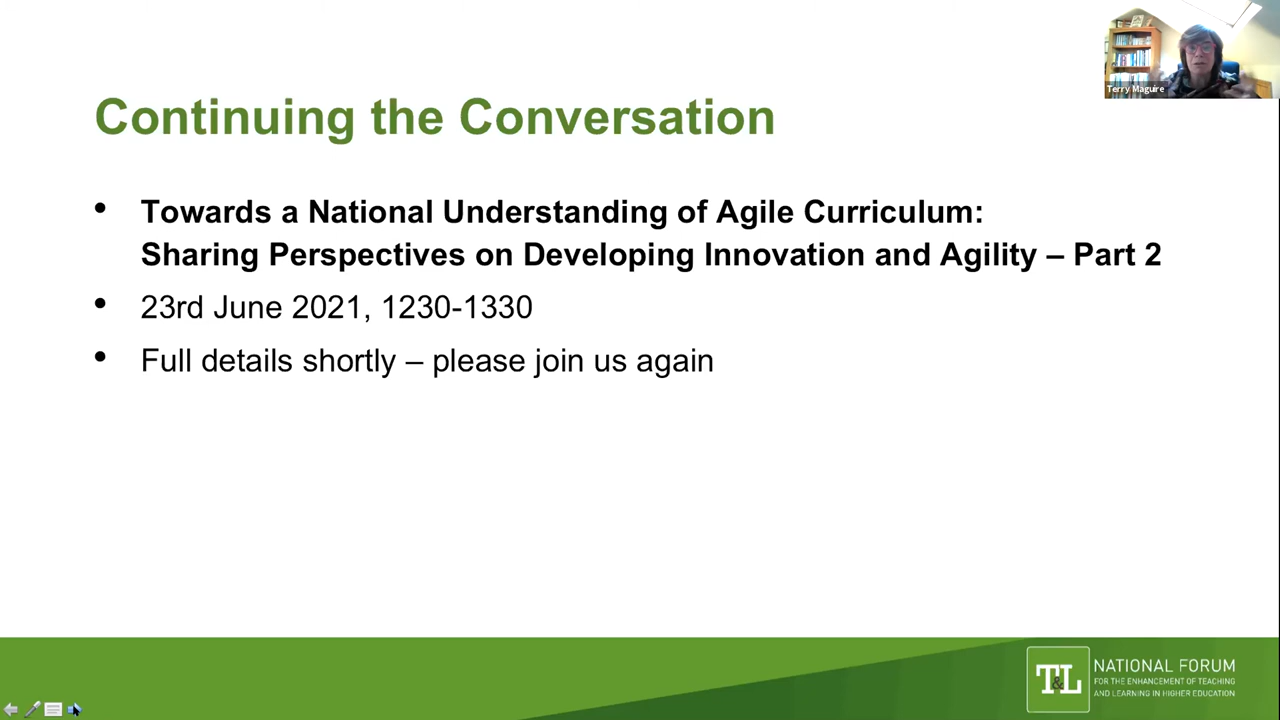 Terry Maguire
Continuing the Conversation
• Towards a National Understanding of Agile Curriculum:
Sharing Perspectives on Developing Innovation and Agility – Part 2
• 23rd June 2021, 1230-1330
• Full details shortly – please join us again
T&L
NATIONAL FORUM
FOR THE ENHANCEMENT OF TEACHING
AND LEARNING IN HIGHER EDUCATION